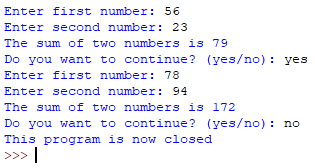 Enter first number: 56
Enter second number: 23
The sum of two numbers is 79
Do you want to continue? (yes/no): yes
Enter first number: 78
Enter second number: 94
The sum of two numbers is 172
Do you want to continue? (yes/no): no
This program is now closed
>>>